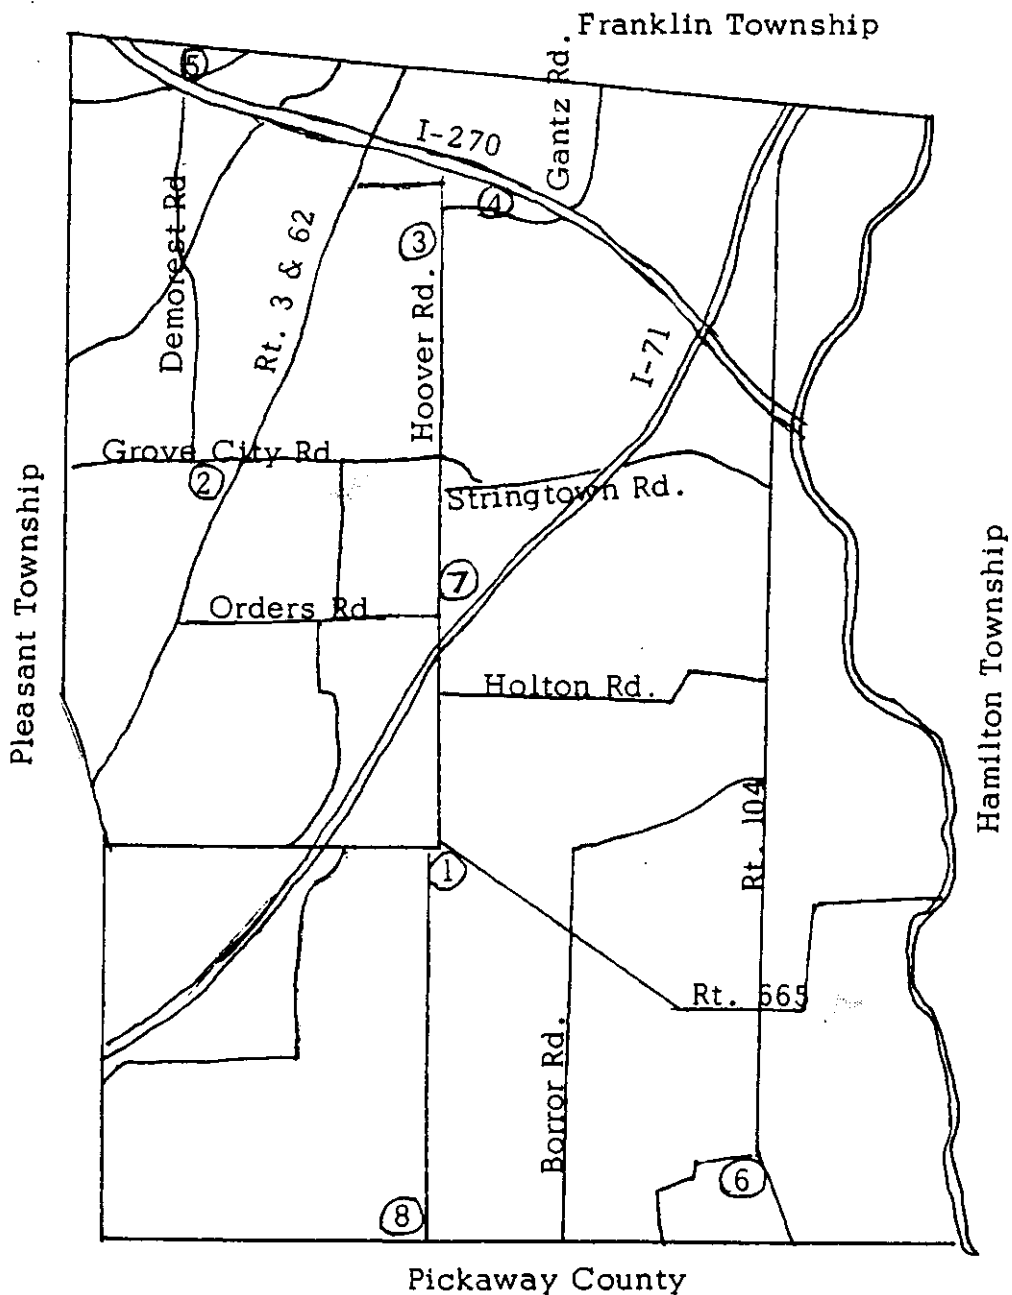 Franklin Township
5
Gantz Rd.
I-270
Demorest Rd
4
Rt. 3 & 62
3
Hoover Rd.
I-71
Grove City Rd
2
Stringtown Rd.
Pleasant Township
Hamilton Township
7
Orders Rd
Holton Rd.
Rt. 104
1
Rt. 665
Borror Rd.
6
8
Pickaway County